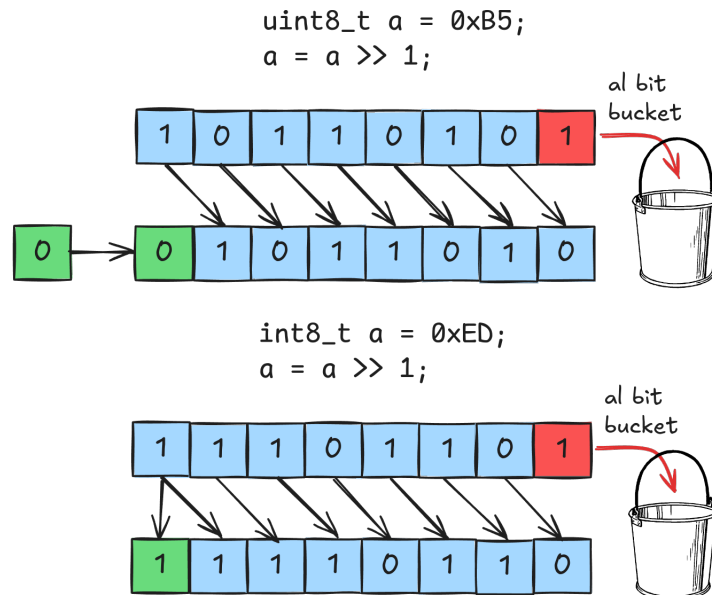 uint8_t a = 0xB5;
a = a >> 1;
al bit
bucket
1 0 1 1 0 1 0 1
0 0 1 0 1 1 0 1 0
int8_t a = 0xED;
a = a >> 1;
al bit
bucket
1 1 1 0 1 1 0 1
1 1 1 1 0 1 1 0